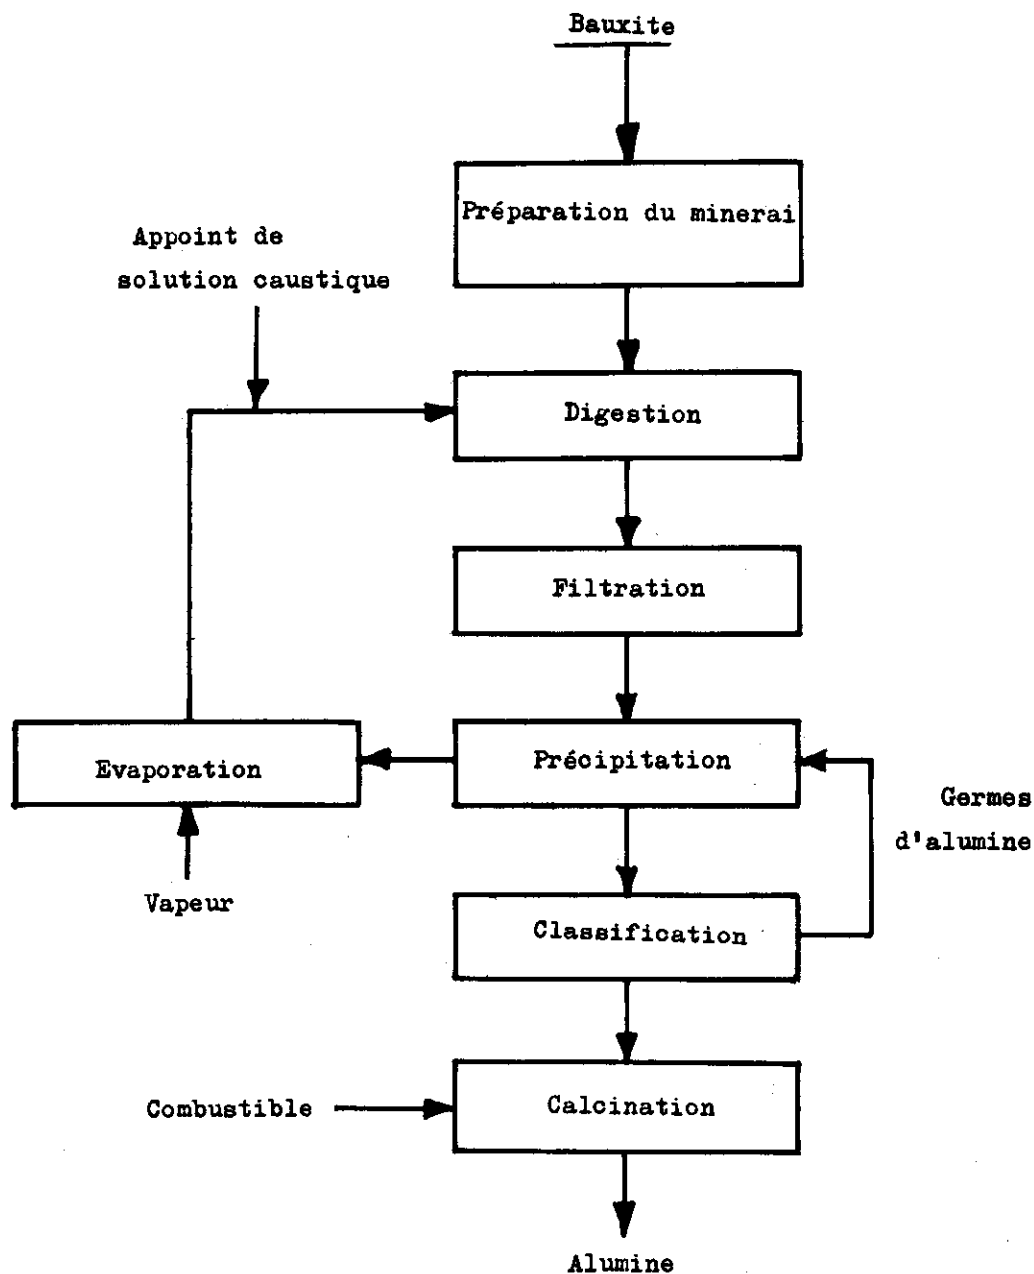 Bauxite
Préparation du minerai
Appoint de
solution caustique
Digestion
Filtration
Précipitation
Evaporation
Germes
d'alumine
Vapeur
Classification
Combustible
Calcination
Alumine